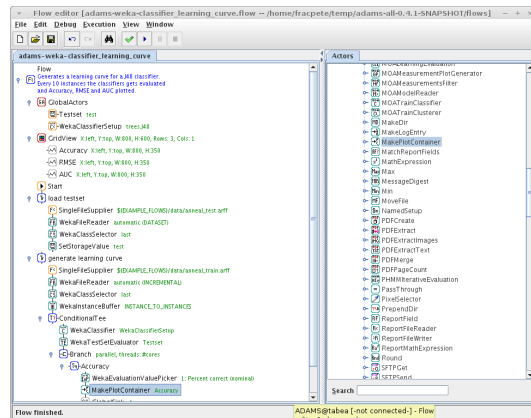 Flow editor [adams-weka-classifier_learning_curve.flow -- /home/fracpete/temp/adams-all-0.4.1-SNAPSHOT/flows]
File Edit Debug Execution View Window
adams-weka-classifier_learning_curve
Flow
Generates a learning curve for a J48 classifier.
Every 10 instances the classifiers gets evaluated
and Accuracy, RMSE and AUC plotted.
GlobalActors
Testset test
WekaClassifierSetup trees.J48
GridView X:left, Y:top, W:800, H:600, Rows: 3, Cols: 1
Accuracy X:left, Y:top, W:800, H:350
RMSE X:left, Y:top, W:800, H:350
AUC X:left, Y:top, W:800, H:350
Start
load testset
SingleFileSupplier ${EXAMPLE_FLOWS}/data/anneal_test.arff
WekaFileReader automatic (DATASET)
WekaClassSelector last
SetStorageValue test
generate learning curve
SingleFileSupplier ${EXAMPLE_FLOWS}/data/anneal_train.arff
WekaFileReader automatic (INCREMENTAL)
WekaClassSelector last
WekaInstanceBuffer INSTANCE_TO_INSTANCES
ConditionalTee
WekaClassifier WekaClassifierSetup
WekaTestSetEvaluator Testset
Branch parallel, threads: #cores
Accuracy
WekaEvaluationValuePicker 1: Percent correct (nominal)
MakePlotContainer Accuracy
Flow finished.
Actors
MOALearningEvaluation
MOAMeasurementPlotGenerator
MOAMeasurementsFilter
MOAModelReader
MOATrainClassifier
MOATrainClusterer
MakeDir
MakeLogEntry
MakePlotContainer
MatchReportFields
MathExpression
Max
MessageDigest
Min
MoveFile
NamedSetup
PDFCreate
PDFExtract
PDFExtractImages
PDFExtractText
PDFMerge
PDFPageCount
PHMMIterativeEvaluation
PassThrough
PixelSelector
PrependDir
ReportField
ReportFileReader
ReportFileWriter
ReportMathExpression
Round
SFTPGet
SFTPSend
Search
ADAMS@tabea [-not connected-] - Flow